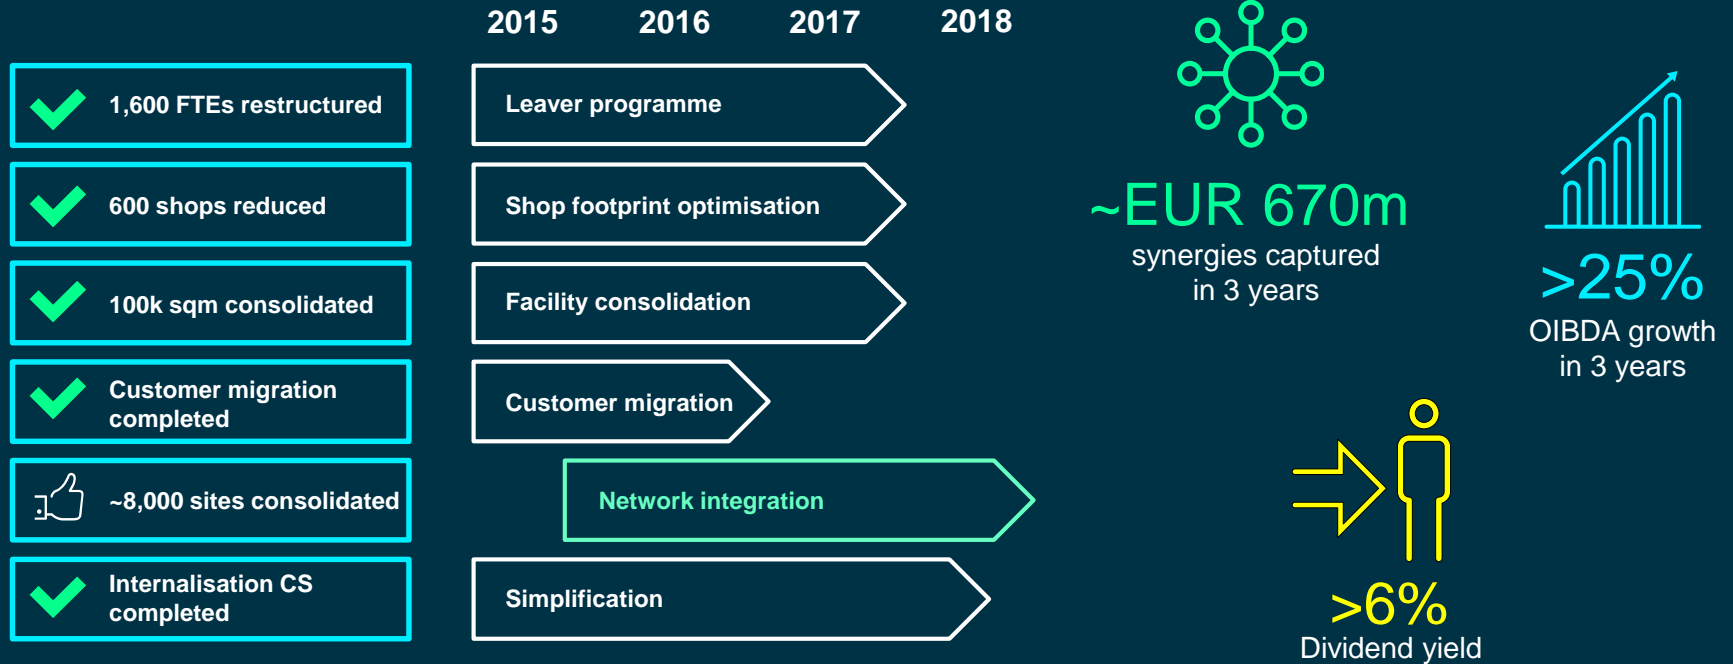 2015 2016 2017 2018
1,600 FTEs restructured
Leaver programme
600 shops reduced
Shop footprint optimisation
100k sqm consolidated
Facility consolidation
Customer migration
completed
Customer migration
~8,000 sites consolidated
Network integration
Internalisation CS
completed
Simplification
~EUR 670m
synergies captured
in 3 years
>25%
OIBDA growth
in 3 years
>6%
Dividend yield